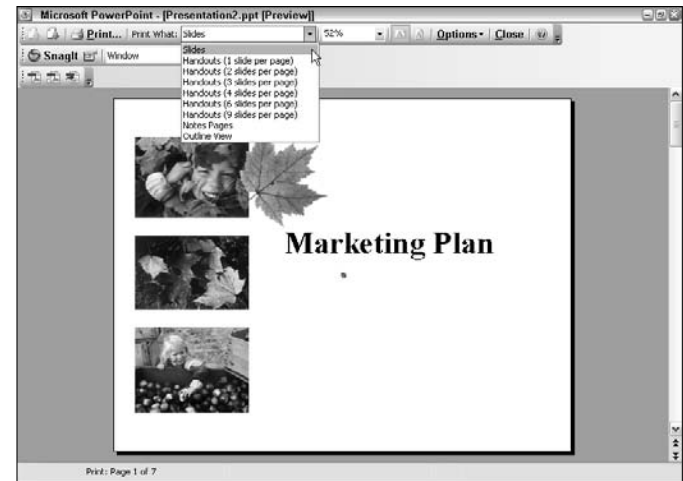 Microsoft PowerPoint - [Presentation2.ppt [Preview]]
Print... Print What: Slides 52% Options Close
SnagIt Window
Slides
Handouts (1 slide per page)
Handouts (2 slides per page)
Handouts (3 slides per page)
Handouts (4 slides per page)
Handouts (6 slides per page)
Handouts (9 slides per page)
Notes Pages
Outline View
Marketing Plan
Print: Page 1 of 7